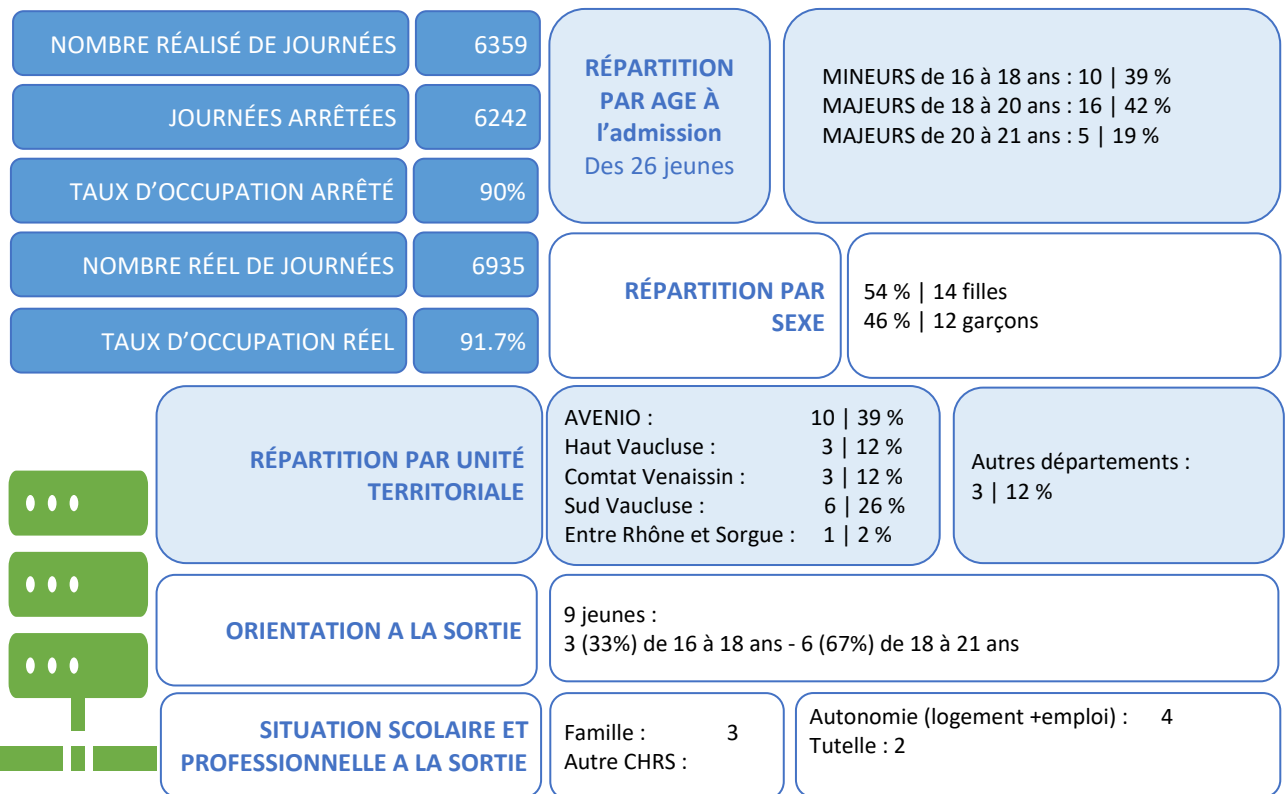 NOMBRE RÉALISÉ DE JOURNÉES 6359
JOURNÉES ARRÊTÉES 6242
TAUX D'OCCUPATION ARRÊTÉ 90%
NOMBRE RÉEL DE JOURNÉES 6935
TAUX D'OCCUPATION RÉEL 91.7%
RÉPARTITION
PAR AGE À
l'admission
Des 26 jeunes
MINEURS de 16 à 18 ans : 10 | 39 %
MAJEURS de 18 à 20 ans : 16 | 42 %
MAJEURS de 20 à 21 ans : 5 | 19 %
RÉPARTITION PAR
SEXE
54 % | 14 filles
46 % | 12 garçons
RÉPARTITION PAR UNITÉ
TERRITORIALE
AVENIO : 10 | 39 %
Haut Vaucluse : 3 | 12 %
Comtat Venaissin : 3 | 12 %
Sud Vaucluse : 6 | 26 %
Entre Rhône et Sorgue : 1 | 2 %
Autres départements :
3 | 12 %
ORIENTATION A LA SORTIE
9 jeunes :
3 (33%) de 16 à 18 ans - 6 (67%) de 18 à 21 ans
SITUATION SCOLAIRE ET
PROFESSIONNELLE A LA SORTIE
Famille : 3
Autre CHRS :
Autonomie (logement +emploi) : 4
Tutelle : 2